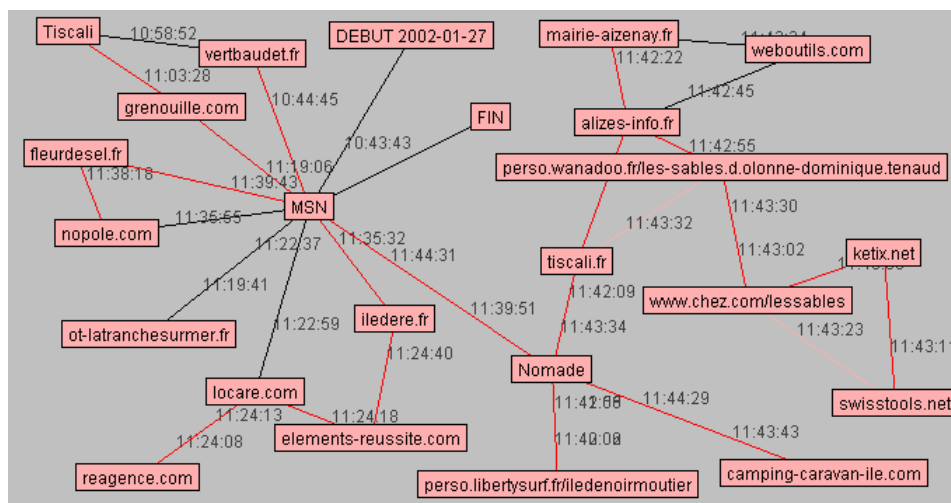 Tiscali
10:58:52
vertbaudet.fr
DEBUT 2002-01-27
mairie-aizenay.fr
weboutils.com
11:42:22
11:03:28
10:44:45
11:42:45
grenouille.com
FIN
alizes-info.fr
10:43:43
fleurdesel.fr
11:19:06
11:42:55
11:38:18
11:39:43
perso.wanadoo.fr/les-sables.d.olonne-dominique.tenaud
MSN
11:35:55
11:43:30
nopole.com
11:35:32
11:43:32
11:22:37
11:44:31
11:43:02
ketix.net
tiscali.fr
11:19:41
11:42:09
11:22:59
11:39:51
www.chez.com/lessables
iledere.fr
ot-latranchesurmer.fr
11:43:34
11:43:23
11:24:40
11:43:11
Nomade
locare.com
11:44:29
swisstools.net
11:24:13
11:24:18
elements-reussite.com
11:24:08
11:43:43
reagence.com
camping-caravan-ile.com
perso.libertysurf.fr/iledenoirmoutier